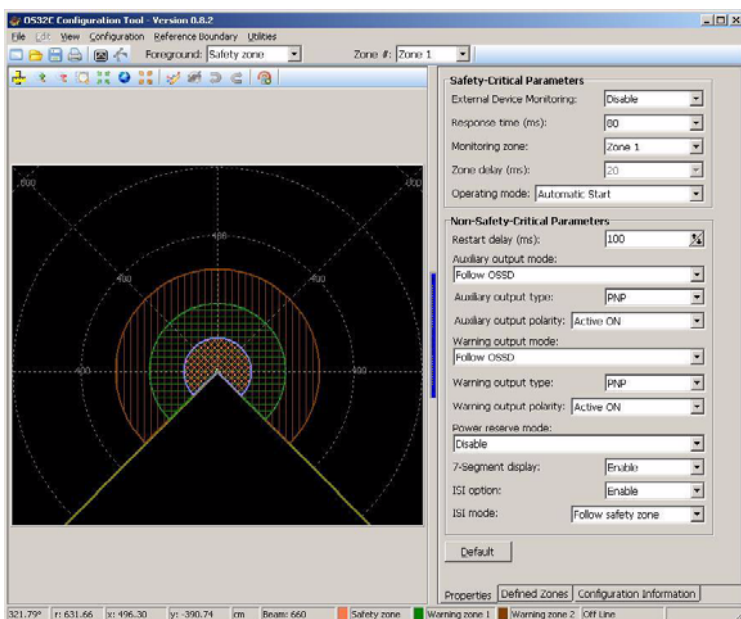 OS32C Configuration Tool - Version 0.8.2
File Edit View Configuration Reference Boundary Utilities
Foreground: Safety zone Zone #: Zone 1
Safety-Critical Parameters
External Device Monitoring: Disable
Response time (ms): 80
Monitoring zone: Zone 1
Zone delay (ms): 20
Operating mode: Automatic Start
Non-Safety-Critical Parameters
Restart delay (ms): 100
Auxiliary output mode:
Follow OSSD
Auxiliary output type: PNP
Auxiliary output polarity: Active ON
Warning output mode:
Follow OSSD
Warning output type: PNP
Warning output polarity: Active ON
Power reserve mode:
Disable
7-Segment display: Enable
ISI option: Enable
ISI mode: Follow safety zone
Default
Properties Defined Zones Configuration Information
800 800
400
400 400
400 400
321.79° r: 631.66 x: 496.30 y: -390.74 cm Beam: 660 Safety zone Warning zone 1 Warning zone 2 Off Line